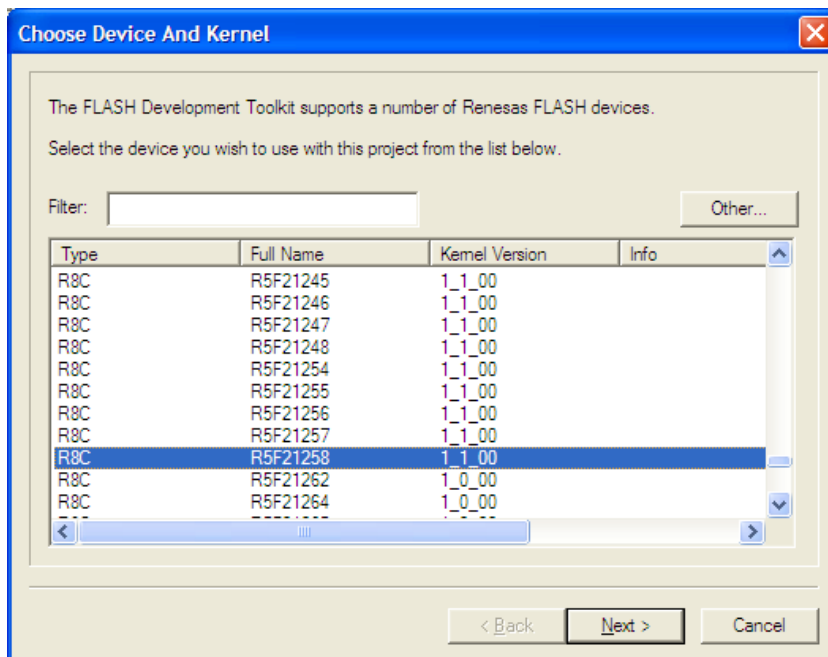 Choose Device And Kernel
The FLASH Development Toolkit supports a number of Renesas FLASH devices.
Select the device you wish to use with this project from the list below.
Filter: Other...
Type Full Name Kernel Version Info
R8C R5F21245 1_1_00
R8C R5F21246 1_1_00
R8C R5F21247 1_1_00
R8C R5F21248 1_1_00
R8C R5F21254 1_1_00
R8C R5F21255 1_1_00
R8C R5F21256 1_1_00
R8C R5F21257 1_1_00
R8C R5F21258 1_1_00
R8C R5F21262 1_0_00
R8C R5F21264 1_0_00
< Back Next > Cancel